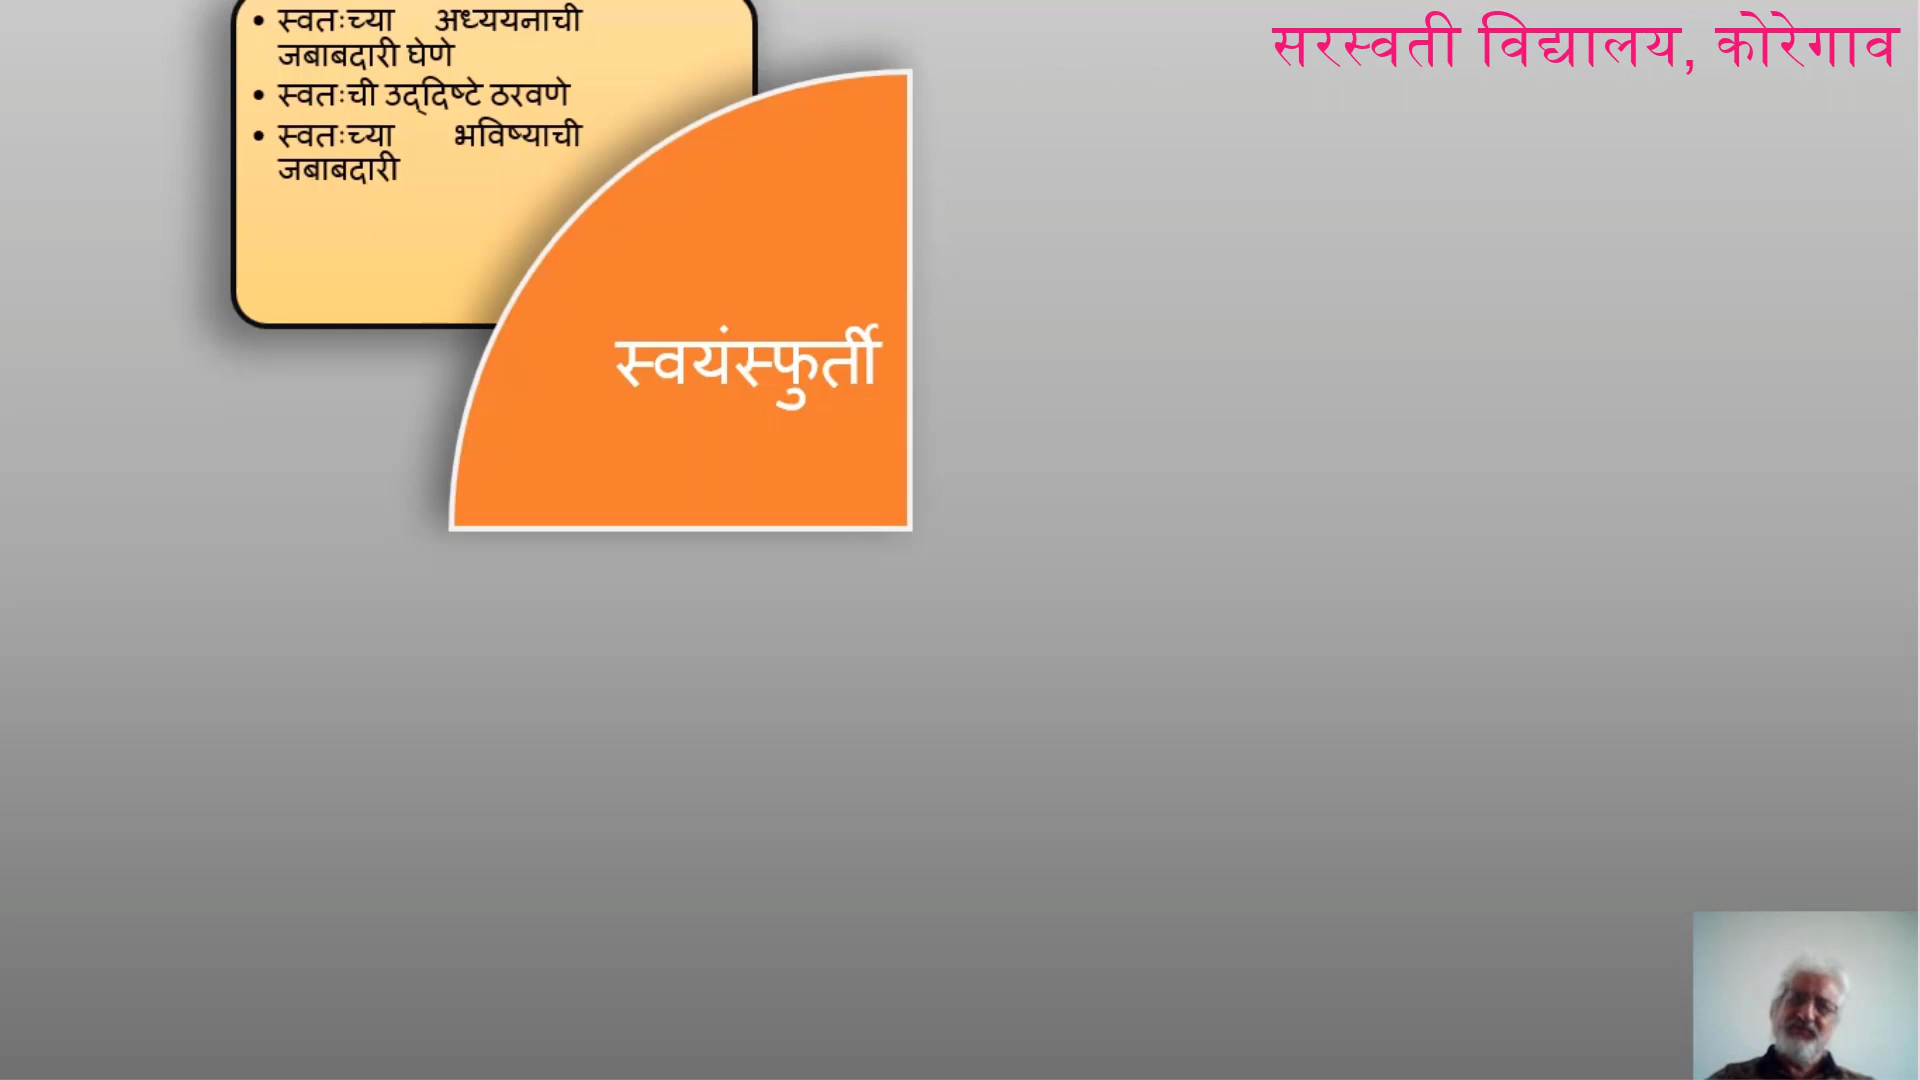 सरस्वती विद्यालय, कोरेगाव
• स्वतःच्या अध्ययनाची
जबाबदारी घेणे
• स्वतःची उद्‌दिष्टे ठरवणे
• स्वतःच्या भविष्याची
जबाबदारी
स्वयंस्फुर्ती